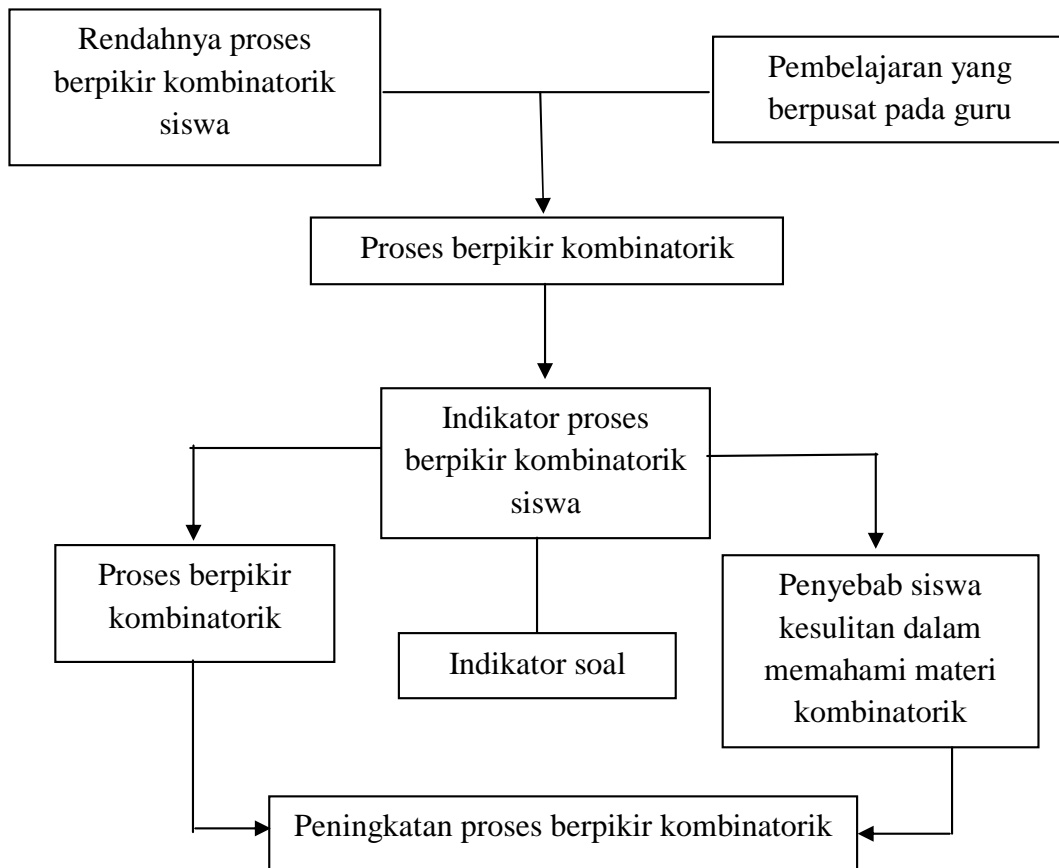 Rendahnya proses
berpikir kombinatorik
siswa
Pembelajaran yang
berpusat pada guru
Proses berpikir kombinatorik
Indikator proses
berpikir kombinatorik
siswa
Proses berpikir
kombinatorik
Indikator soal
Penyebab siswa
kesulitan dalam
memahami materi
kombinatorik
Peningkatan proses berpikir kombinatorik